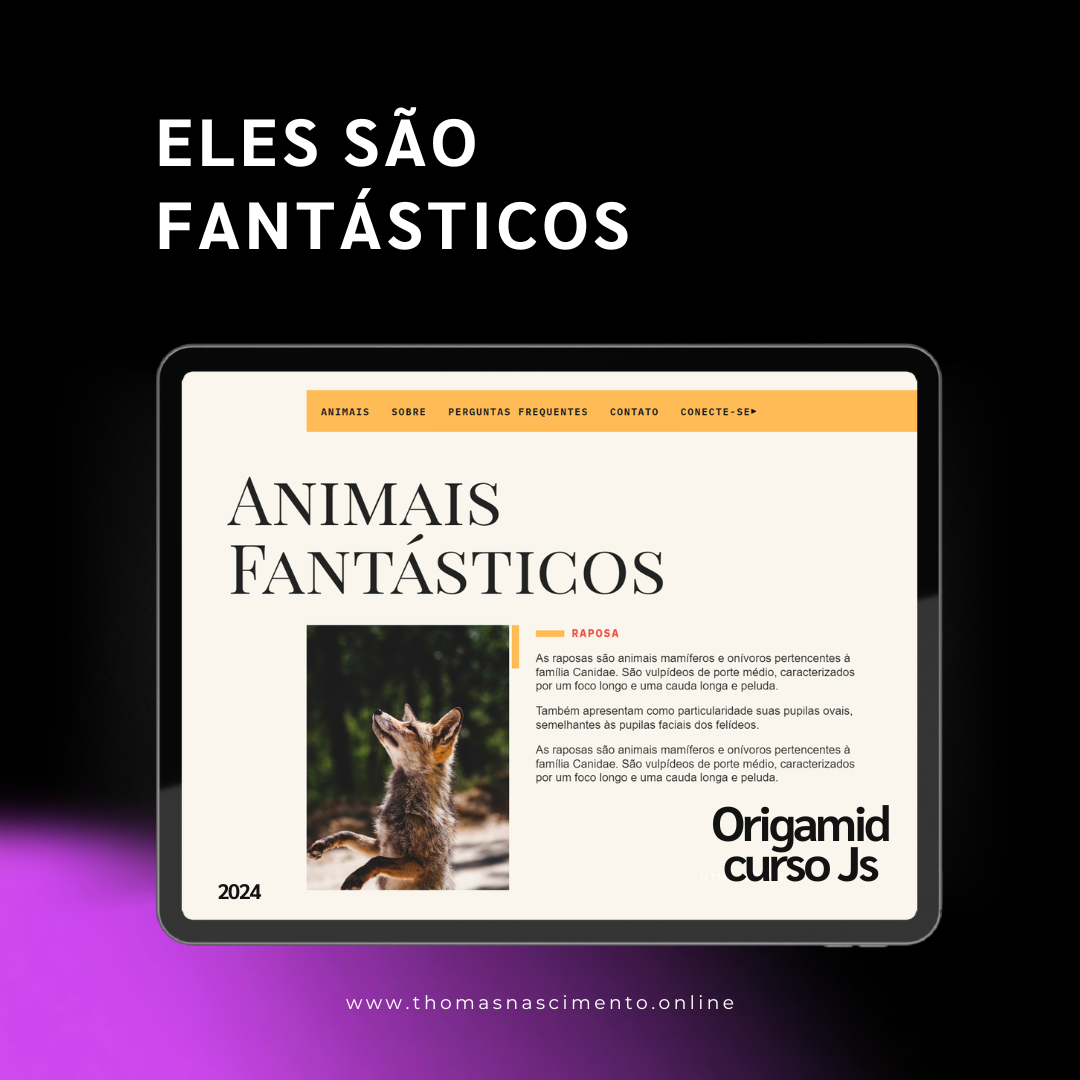 ELES SÃO
FANTÁSTICOS
ANIMAIS SOBRE PERGUNTAS FREQUENTES CONTATO CONECTE-SE▸
ANIMAIS
FANTÁSTICOS
RAPOSA
As raposas são animais mamíferos e onívoros pertencentes à
família Canidae. São vulpídeos de porte médio, caracterizados
por um foco longo e uma cauda longa e peluda.
Também apresentam como particularidade suas pupilas ovais,
semelhantes às pupilas faciais dos felídeos.
As raposas são animais mamíferos e onívoros pertencentes à
família Canidae. São vulpídeos de porte médio, caracterizados
por um foco longo e uma cauda longa e peluda.
Origamid
curso Js
2024
www.thomasnascimento.online